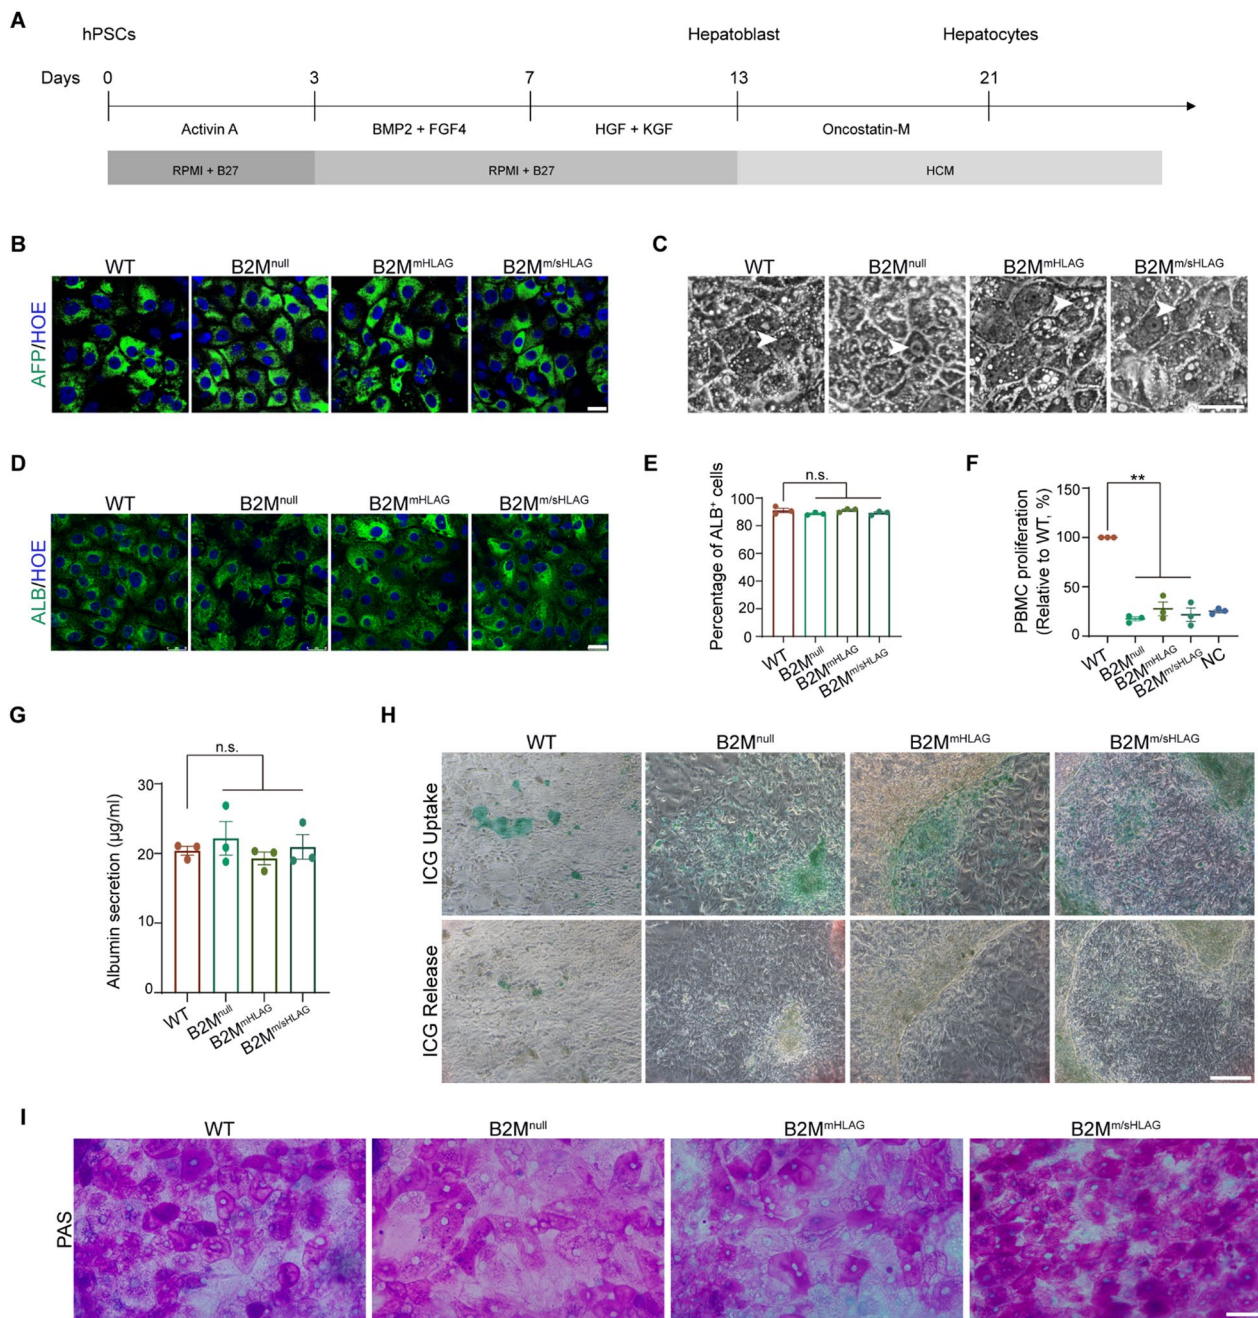 A
hPSCs Hepatoblast Hepatocytes
Days 0 3 7 13 21
Activin A BMP2 + FGF4 HGF + KGF Oncostatin-M
RPMI + B27 RPMI + B27 HCM
B
WT B2Mnull B2MmHLAG B2Mm/sHLAG
AFP/HOE
C
WT B2Mnull B2MmHLAG B2Mm/sHLAG
D
WT B2Mnull B2MmHLAG B2Mm/sHLAG
ALB/HOE
E
n.s.
Percentage of ALB+ cells
100
80
60
40
20
0
WT B2Mnull B2MmHLAG B2Mm/sHLAG
F
**
PBMC proliferation
(Relative to WT, %)
150
100
50
0
WT B2Mnull B2MmHLAG B2Mm/sHLAG NC
G
n.s.
Albumin secretion (μg/ml)
30
20
10
0
WT B2Mnull B2MmHLAG B2Mm/sHLAG
H
WT B2Mnull B2MmHLAG B2Mm/sHLAG
ICG Uptake
ICG Release
I
WT B2Mnull B2MmHLAG B2Mm/sHLAG
PAS